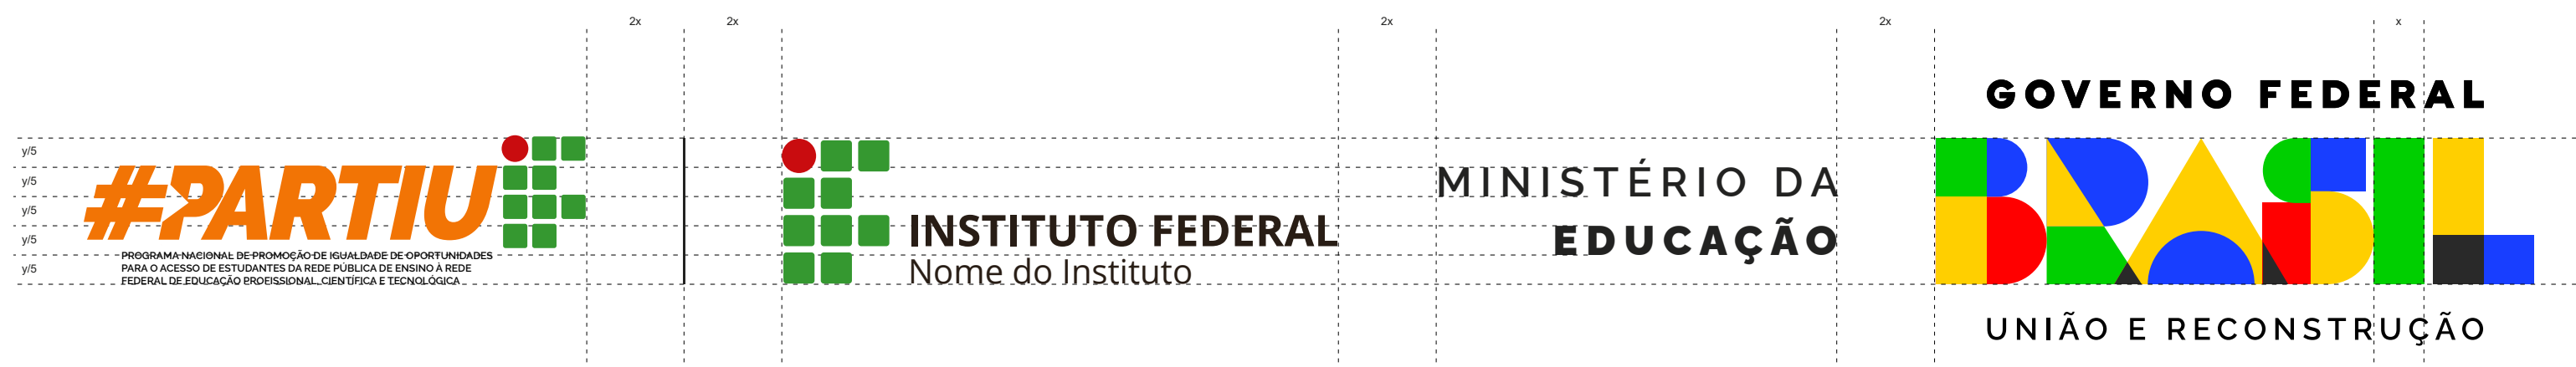 2x
2x
2x
2x
x
y/5
y/5
y/5
y/5
y/5
#PARTIU
PROGRAMA NACIONAL DE PROMOÇÃO DE IGUALDADE DE OPORTUNIDADES
PARA O ACESSO DE ESTUDANTES DA REDE PÚBLICA DE ENSINO À REDE
FEDERAL DE EDUCAÇÃO PROFISSIONAL, CIENTÍFICA E TECNOLÓGICA
INSTITUTO FEDERAL
Nome do Instituto
MINISTÉRIO DA
EDUCAÇÃO
GOVERNO FEDERAL
BRASIL
UNIÃO E RECONSTRUÇÃO